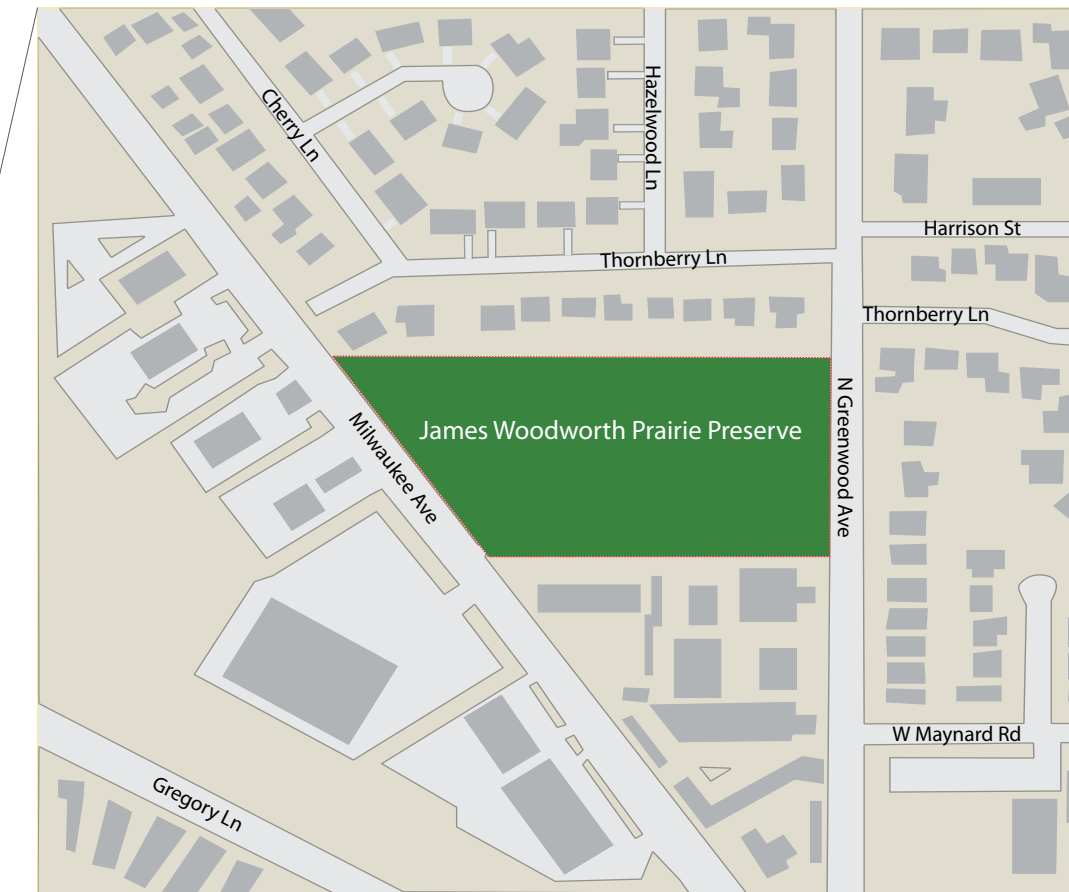 Cherry Ln
Hazelwood Ln
Harrison St
Thornberry Ln
Thornberry Ln
James Woodworth Prairie Preserve
N Greenwood Ave
Milwaukee Ave
W Maynard Rd
Gregory Ln